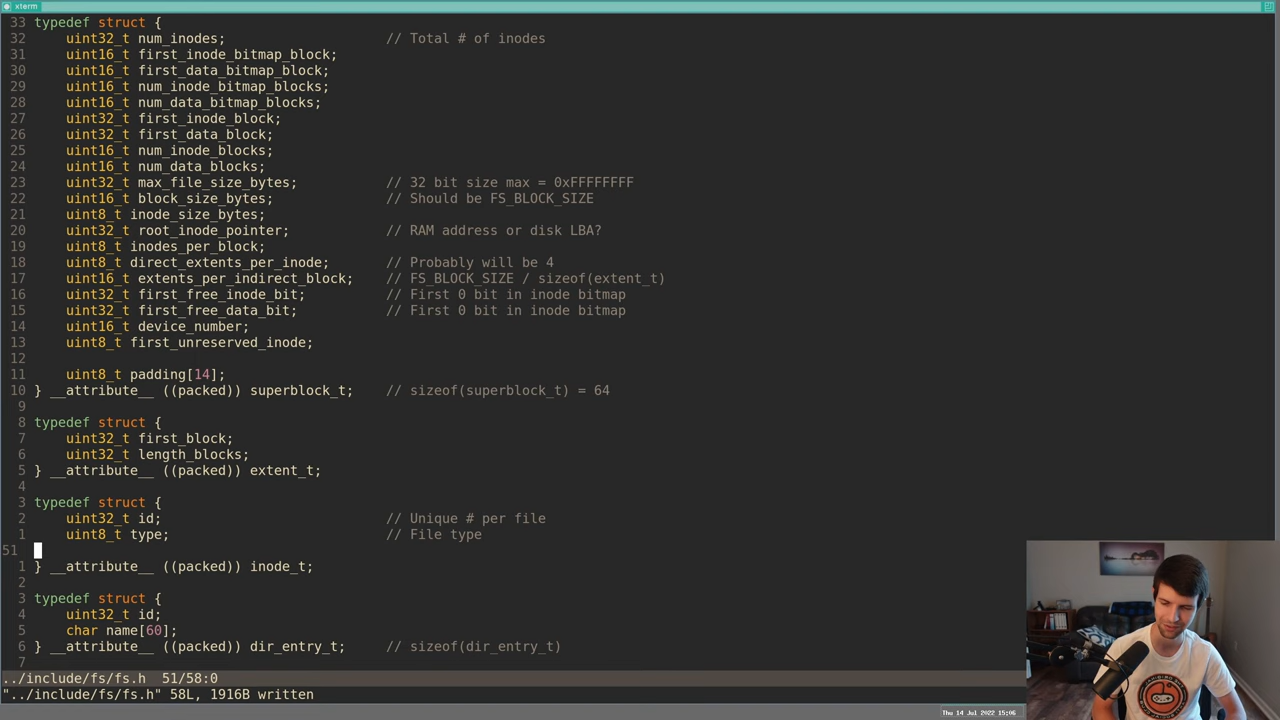 xterm
33 typedef struct {
32     uint32_t num_inodes;                    // Total # of inodes
31     uint16_t first_inode_bitmap_block;
30     uint16_t first_data_bitmap_block;
29     uint16_t num_inode_bitmap_blocks;
28     uint16_t num_data_bitmap_blocks;
27     uint32_t first_inode_block;
26     uint32_t first_data_block;
25     uint16_t num_inode_blocks;
24     uint16_t num_data_blocks;
23     uint32_t max_file_size_bytes;           // 32 bit size max = 0xFFFFFFFF
22     uint16_t block_size_bytes;              // Should be FS_BLOCK_SIZE
21     uint8_t inode_size_bytes;
20     uint32_t root_inode_pointer;            // RAM address or disk LBA?
19     uint8_t inodes_per_block;
18     uint8_t direct_extents_per_inode;       // Probably will be 4
17     uint16_t extents_per_indirect_block;    // FS_BLOCK_SIZE / sizeof(extent_t)
16     uint32_t first_free_inode_bit;          // First 0 bit in inode bitmap
15     uint32_t first_free_data_bit;           // First 0 bit in inode bitmap
14     uint16_t device_number;
13     uint8_t first_unreserved_inode;
12
11     uint8_t padding[14];
10 } __attribute__ ((packed)) superblock_t;    // sizeof(superblock_t) = 64
9
8 typedef struct {
7     uint32_t first_block;
6     uint32_t length_blocks;
5 } __attribute__ ((packed)) extent_t;
4
3 typedef struct {
2     uint32_t id;                            // Unique # per file
1     uint8_t type;                           // File type
51
1 } __attribute__ ((packed)) inode_t;
2
3 typedef struct {
4     uint32_t id;
5     char name[60];
6 } __attribute__ ((packed)) dir_entry_t;     // sizeof(dir_entry_t)
7
../include/fs/fs.h  51/58:0
"../include/fs/fs.h" 58L, 1916B written
Thu 14 Jul 2022 15:06